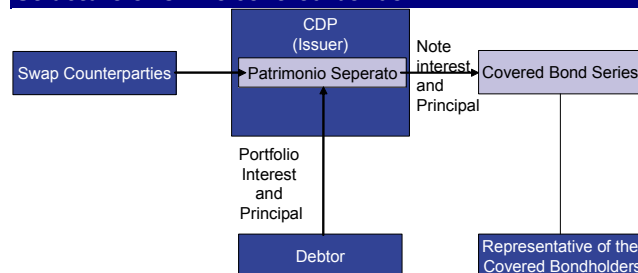 CDP
(Issuer)
Swap Counterparties
Patrimonio Seperato
Note
interest
and
Principal
Covered Bond Series
Portfolio
Interest
and
Principal
Debtor
Representative of the
Covered Bondholders